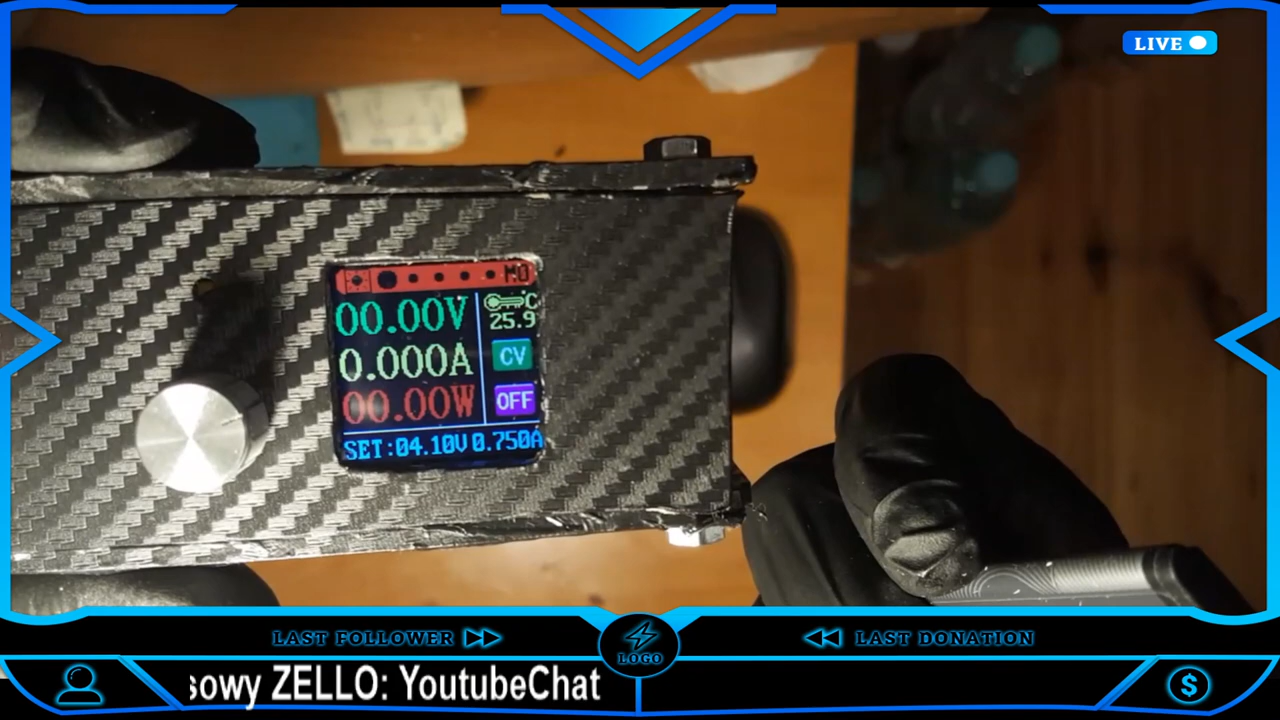 LIVE
M0
00.00V
C
25.9
0.000A
CV
00.00W
OFF
SET:04.10V 0.750A
LAST FOLLOWER
LAST DONATION
LOGO
sowy ZELLO: YoutubeChat
$